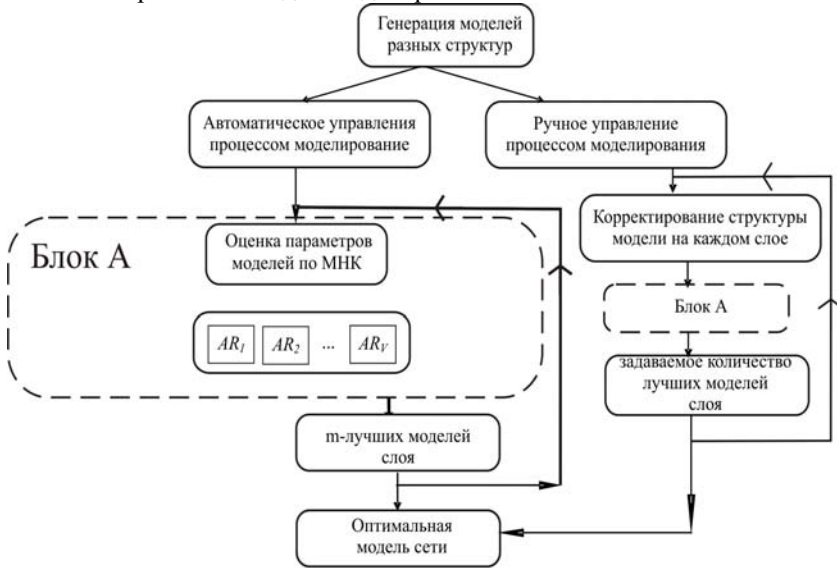 Генерация моделей
разных структур
Автоматическое управления
процессом моделирование
Ручное управление
процессом моделирования
Блок А
Оценка параметров
моделей по МНК
AR1 AR2 ... ARV
m-лучших моделей
слоя
Корректирование структуры
модели на каждом слое
Блок А
задаваемое количество
лучших моделей
слоя
Оптимальная
модель сети